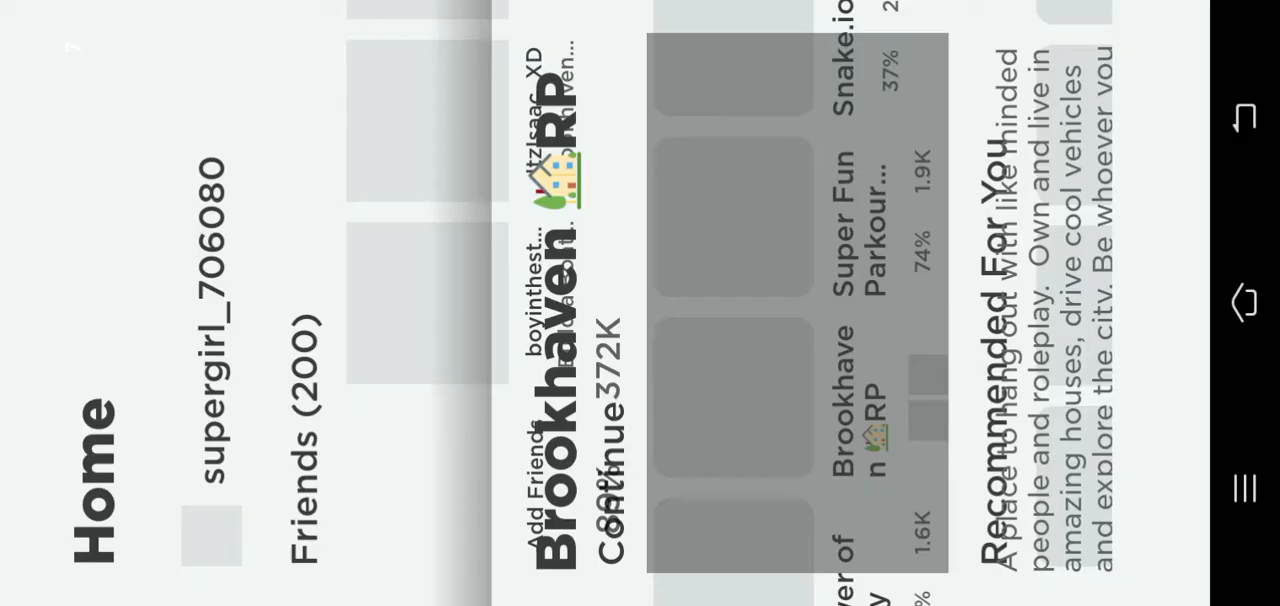 7
Home
supergirl_706080
Friends (200)
Add Friends
boyinthest...
ItzIsaac_XD
Brookhaven 🏡RP
80%
372K
Continue
Snake.io
37%
Super Fun
Parkour...
74%
1.9K
Brookhave
n 🏡RP
1.6K
Recommended For You
A place to hang out with like minded
people and roleplay. Own and live in
amazing houses, drive cool vehicles
and explore the city. Be whoever you